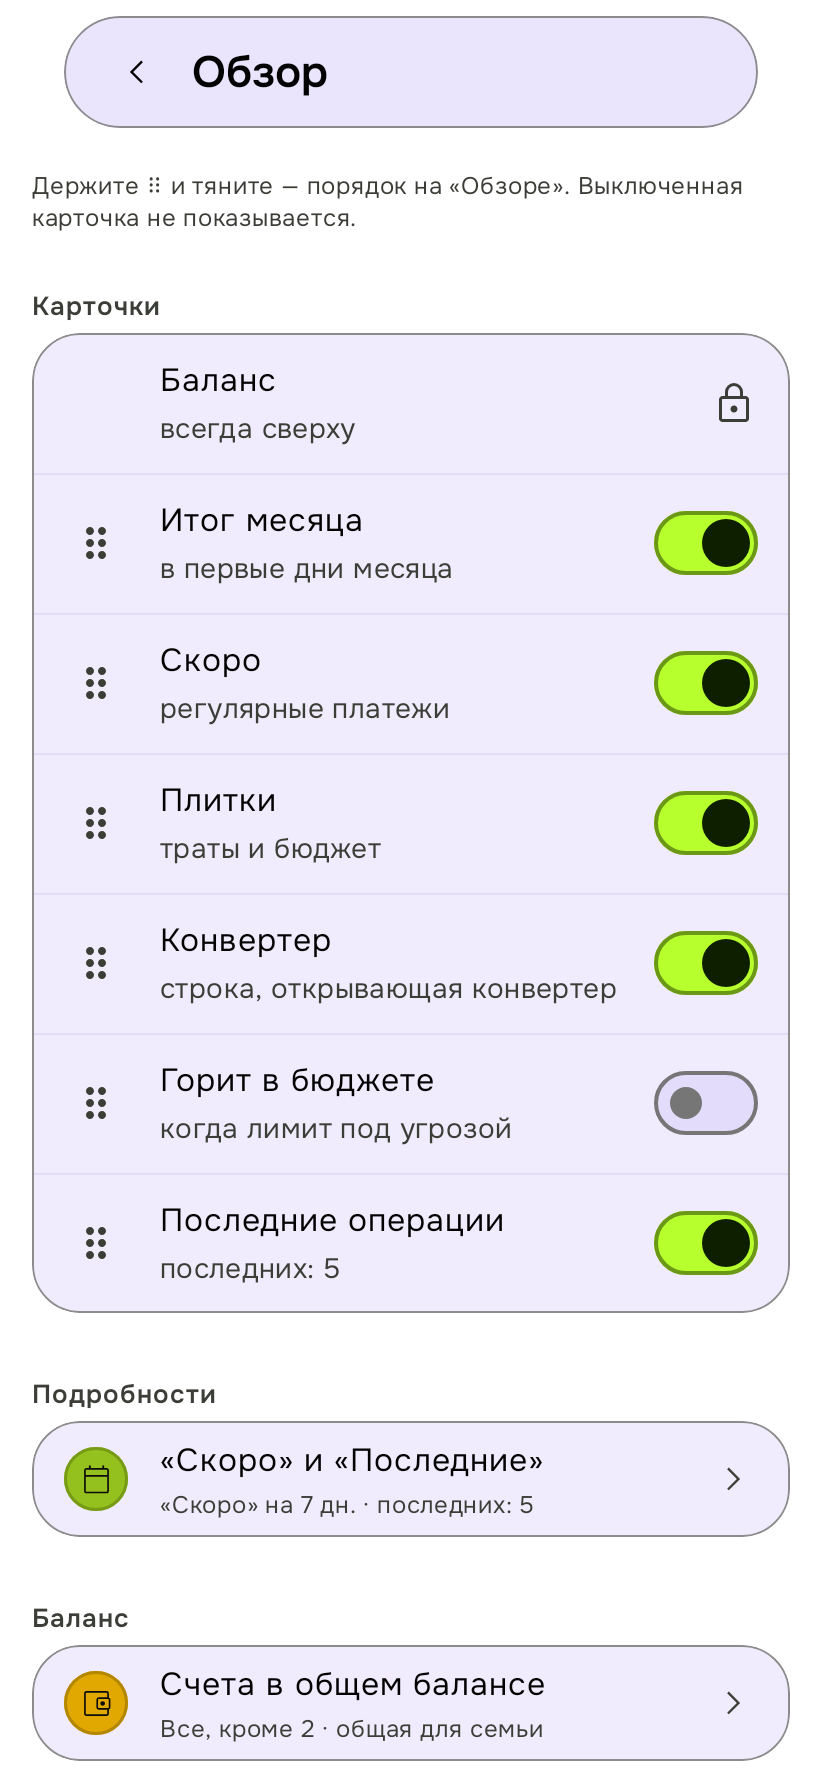 Обзор
Держите ⠿ и тяните — порядок на «Обзоре». Выключенная
карточка не показывается.
Карточки
Баланс
всегда сверху
Итог месяца
в первые дни месяца
Скоро
регулярные платежи
Плитки
траты и бюджет
Конвертер
строка, открывающая конвертер
Горит в бюджете
когда лимит под угрозой
Последние операции
последних: 5
Подробности
«Скоро» и «Последние»
«Скоро» на 7 дн. · последних: 5
Баланс
Счета в общем балансе
Все, кроме 2 · общая для семьи